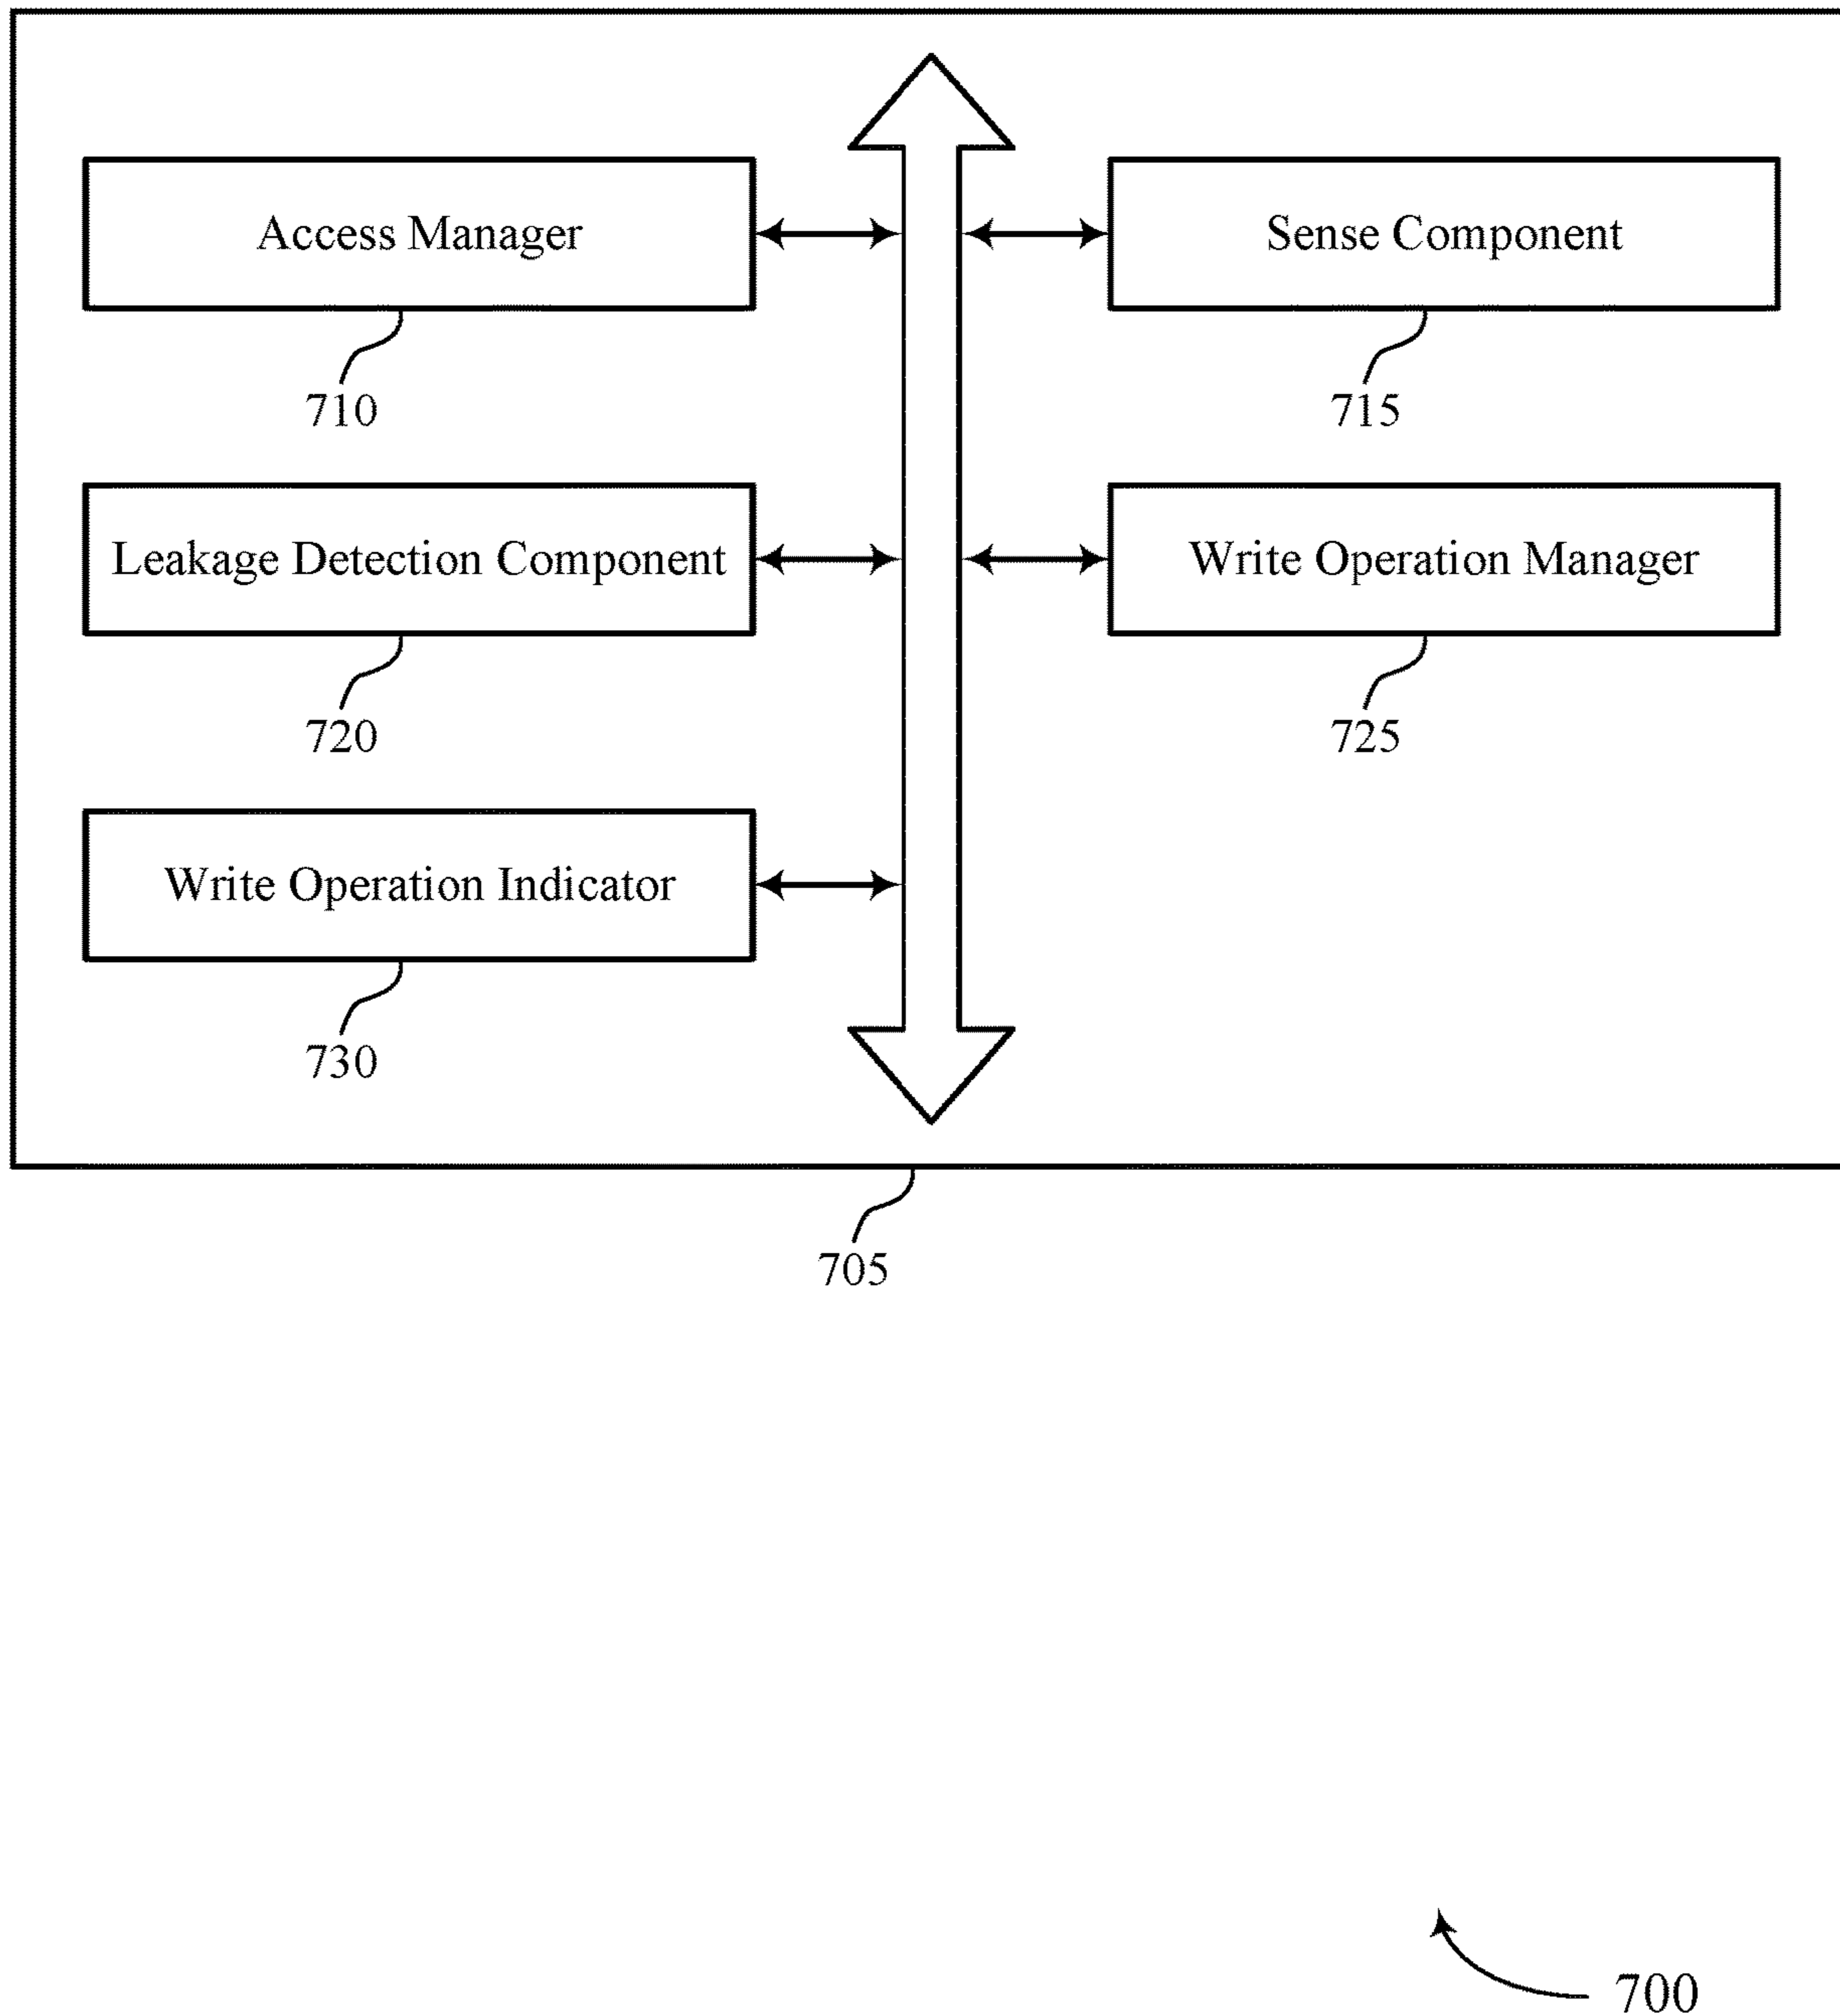 Access Manager
710
Sense Component
715
Leakage Detection Component
720
Write Operation Manager
725
Write Operation Indicator
730
705
700